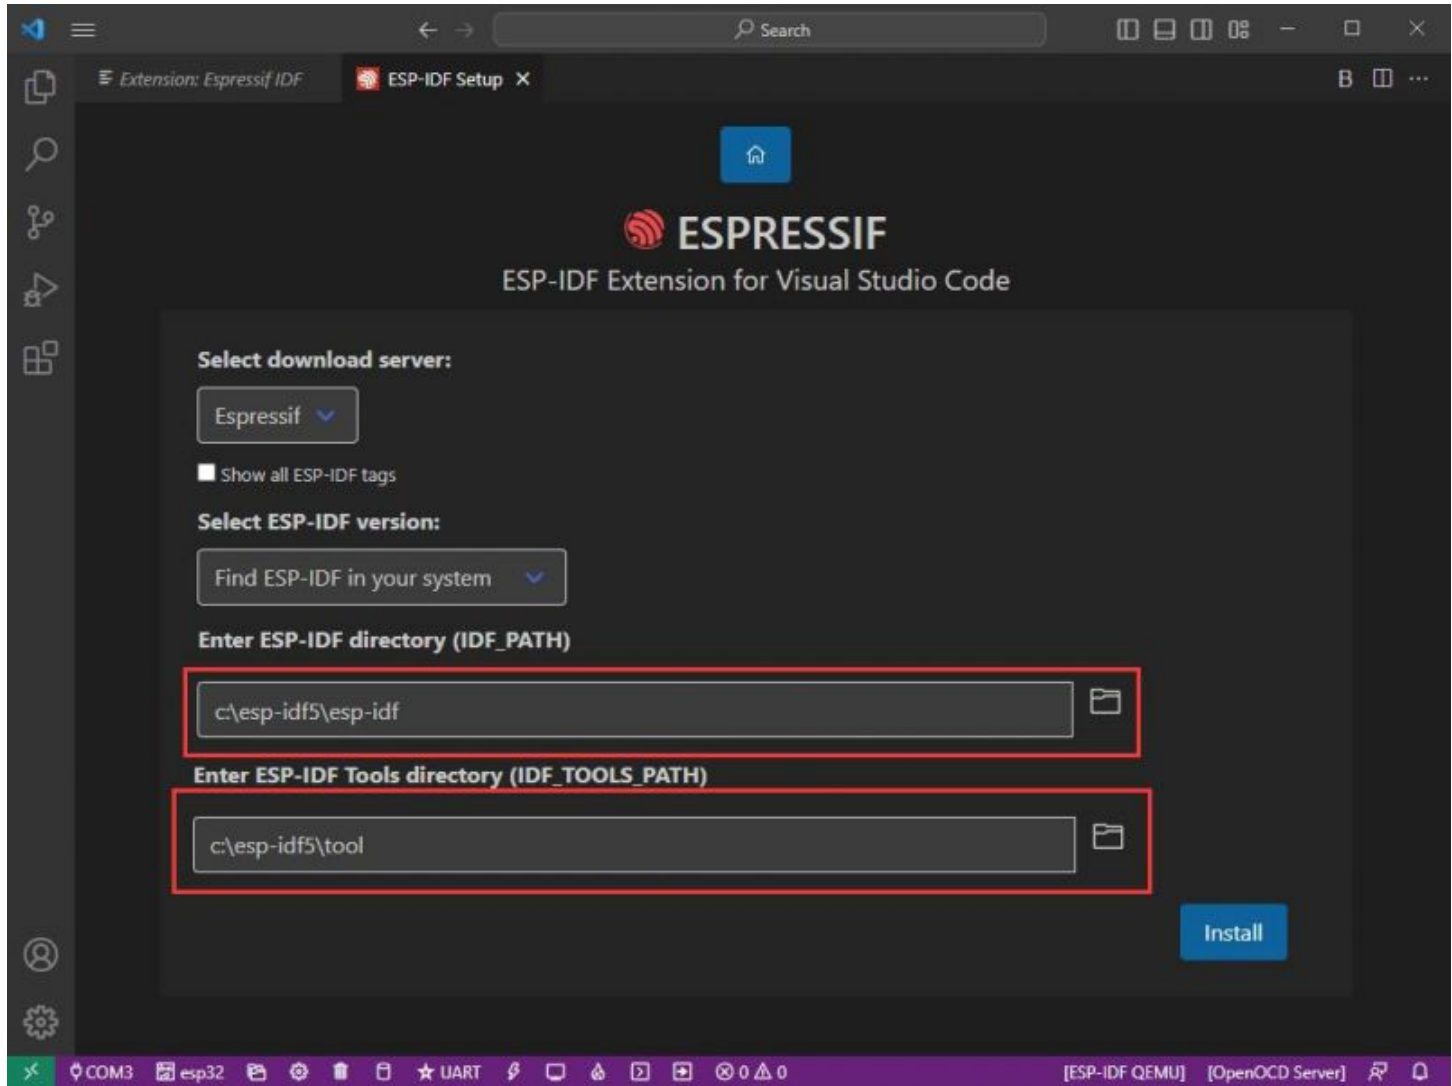 Search
Extension: Espressif IDF
ESP-IDF Setup
ESPRESSIF
ESP-IDF Extension for Visual Studio Code
Select download server:
Espressif
Show all ESP-IDF tags
Select ESP-IDF version:
Find ESP-IDF in your system
Enter ESP-IDF directory (IDF_PATH)
c:\esp-idf5\esp-idf
Enter ESP-IDF Tools directory (IDF_TOOLS_PATH)
c:\esp-idf5\tool
Install
COM3 esp32 UART 0 0 [ESP-IDF QEMU] [OpenOCD Server]